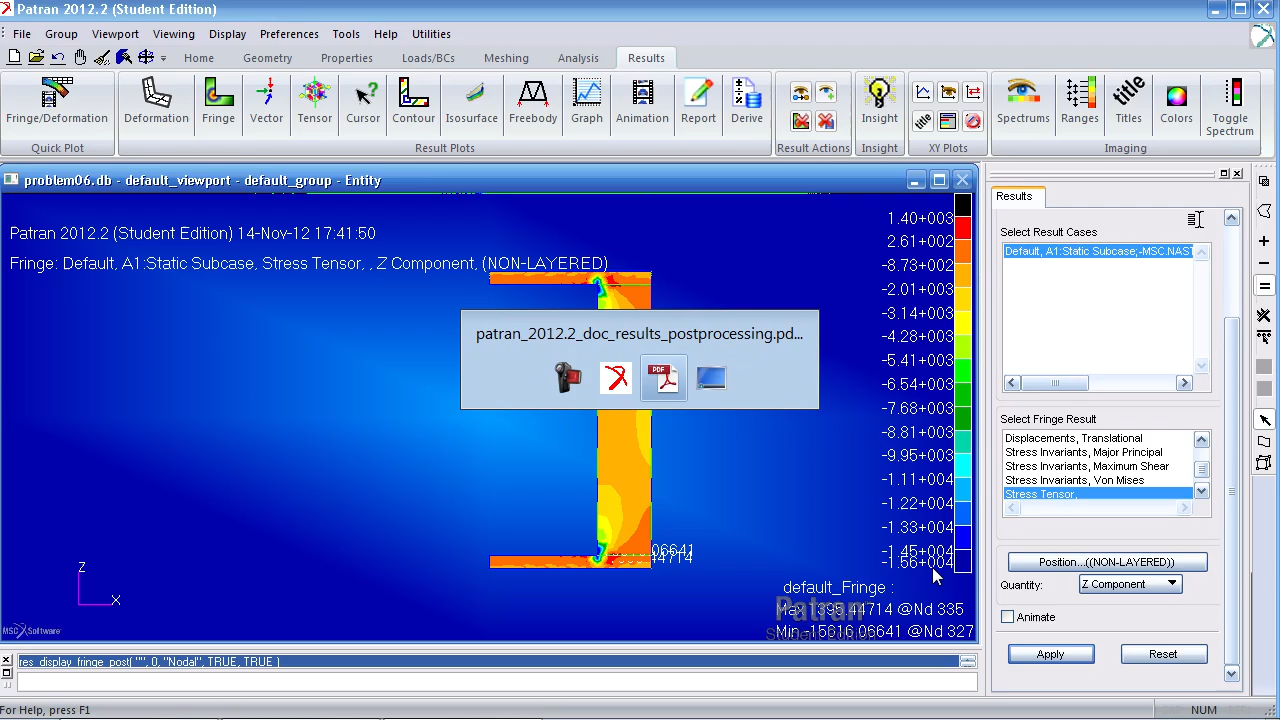 Patran 2012.2 (Student Edition)
File Group Viewport Viewing Display Preferences Tools Help Utilities
Home Geometry Properties Loads/BCs Meshing Analysis Results
Fringe/Deformation Deformation Fringe Vector Tensor Cursor Contour Isosurface Freebody Graph Animation Report Derive Insight Spectrums Ranges Titles Colors Toggle Spectrum
title
title
Quick Plot Result Plots Result Actions Insight XY Plots Imaging
problem06.db - default_viewport - default_group - Entity
Patran 2012.2 (Student Edition) 14-Nov-12 17:41:50
Fringe: Default, A1:Static Subcase, Stress Tensor, , Z Component, (NON-LAYERED)
1.40+003
2.61+002
-8.73+002
-2.01+003
-3.14+003
-4.28+003
-5.41+003
-6.54+003
-7.68+003
-8.81+003
-9.95+003
-1.11+004
-1.22+004
-1.33+004
-1.45+004
-1.56+004
patran_2012.2_doc_results_postprocessing.pd...
PDF
Z
X
MSC Software
default_Fringe :
Patran
Student Edition
Max 1395.44714 @Nd 335
Min -15616.06641 @Nd 327
Results
Select Result Cases
Default, A1:Static Subcase;-MSC.NAST
Select Fringe Result
Displacements, Translational
Stress Invariants, Major Principal
Stress Invariants, Maximum Shear
Stress Invariants, Von Mises
Stress Tensor,
Position...((NON-LAYERED))
Quantity: Z Component
Animate
Apply Reset
res_display_fringe_post( "", 0, "Nodal", TRUE, TRUE )
For Help, press F1
NUM